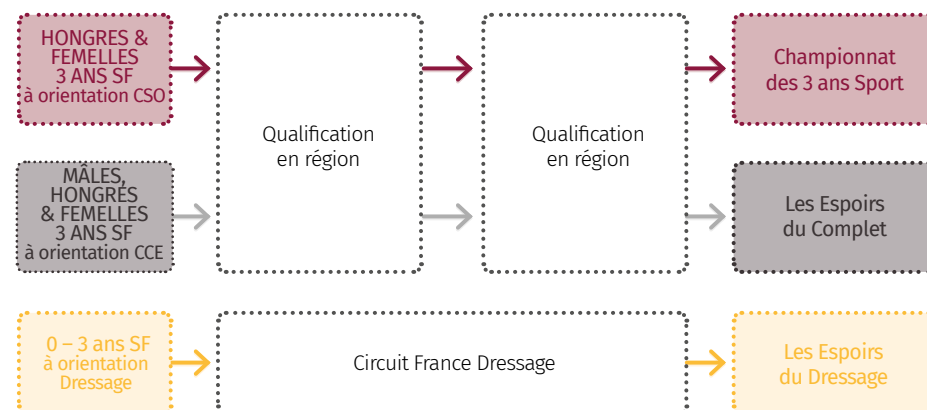 HONGRES &
FEMELLES
3 ANS SF
à orientation CSO
Qualification
en région
Qualification
en région
Championnat
des 3 ans Sport
MÂLES,
HONGRES
& FEMELLES
3 ANS SF
à orientation CCE
Les Espoirs
du Complet
0 – 3 ans SF
à orientation
Dressage
Circuit France Dressage
Les Espoirs
du Dressage